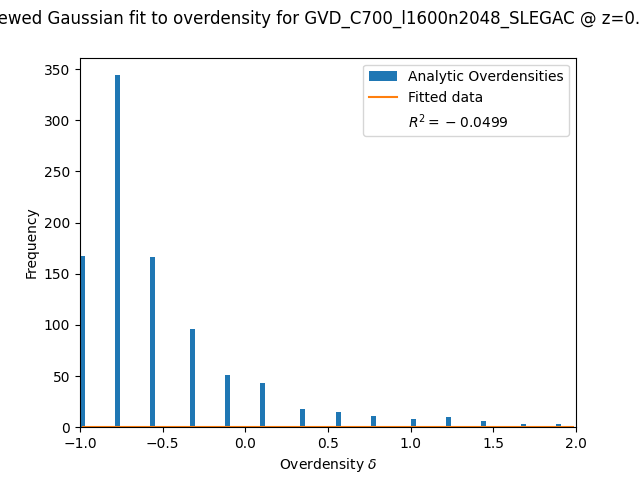 ewed Gaussian fit to overdensity for GVD_C700_l1600n2048_SLEGAC @ z=0.
Analytic Overdensities
Fitted data
R² = −0.0499
Frequency
350
300
250
200
150
100
50
0
−1.0 −0.5 0.0 0.5 1.0 1.5 2.0
Overdensity δ